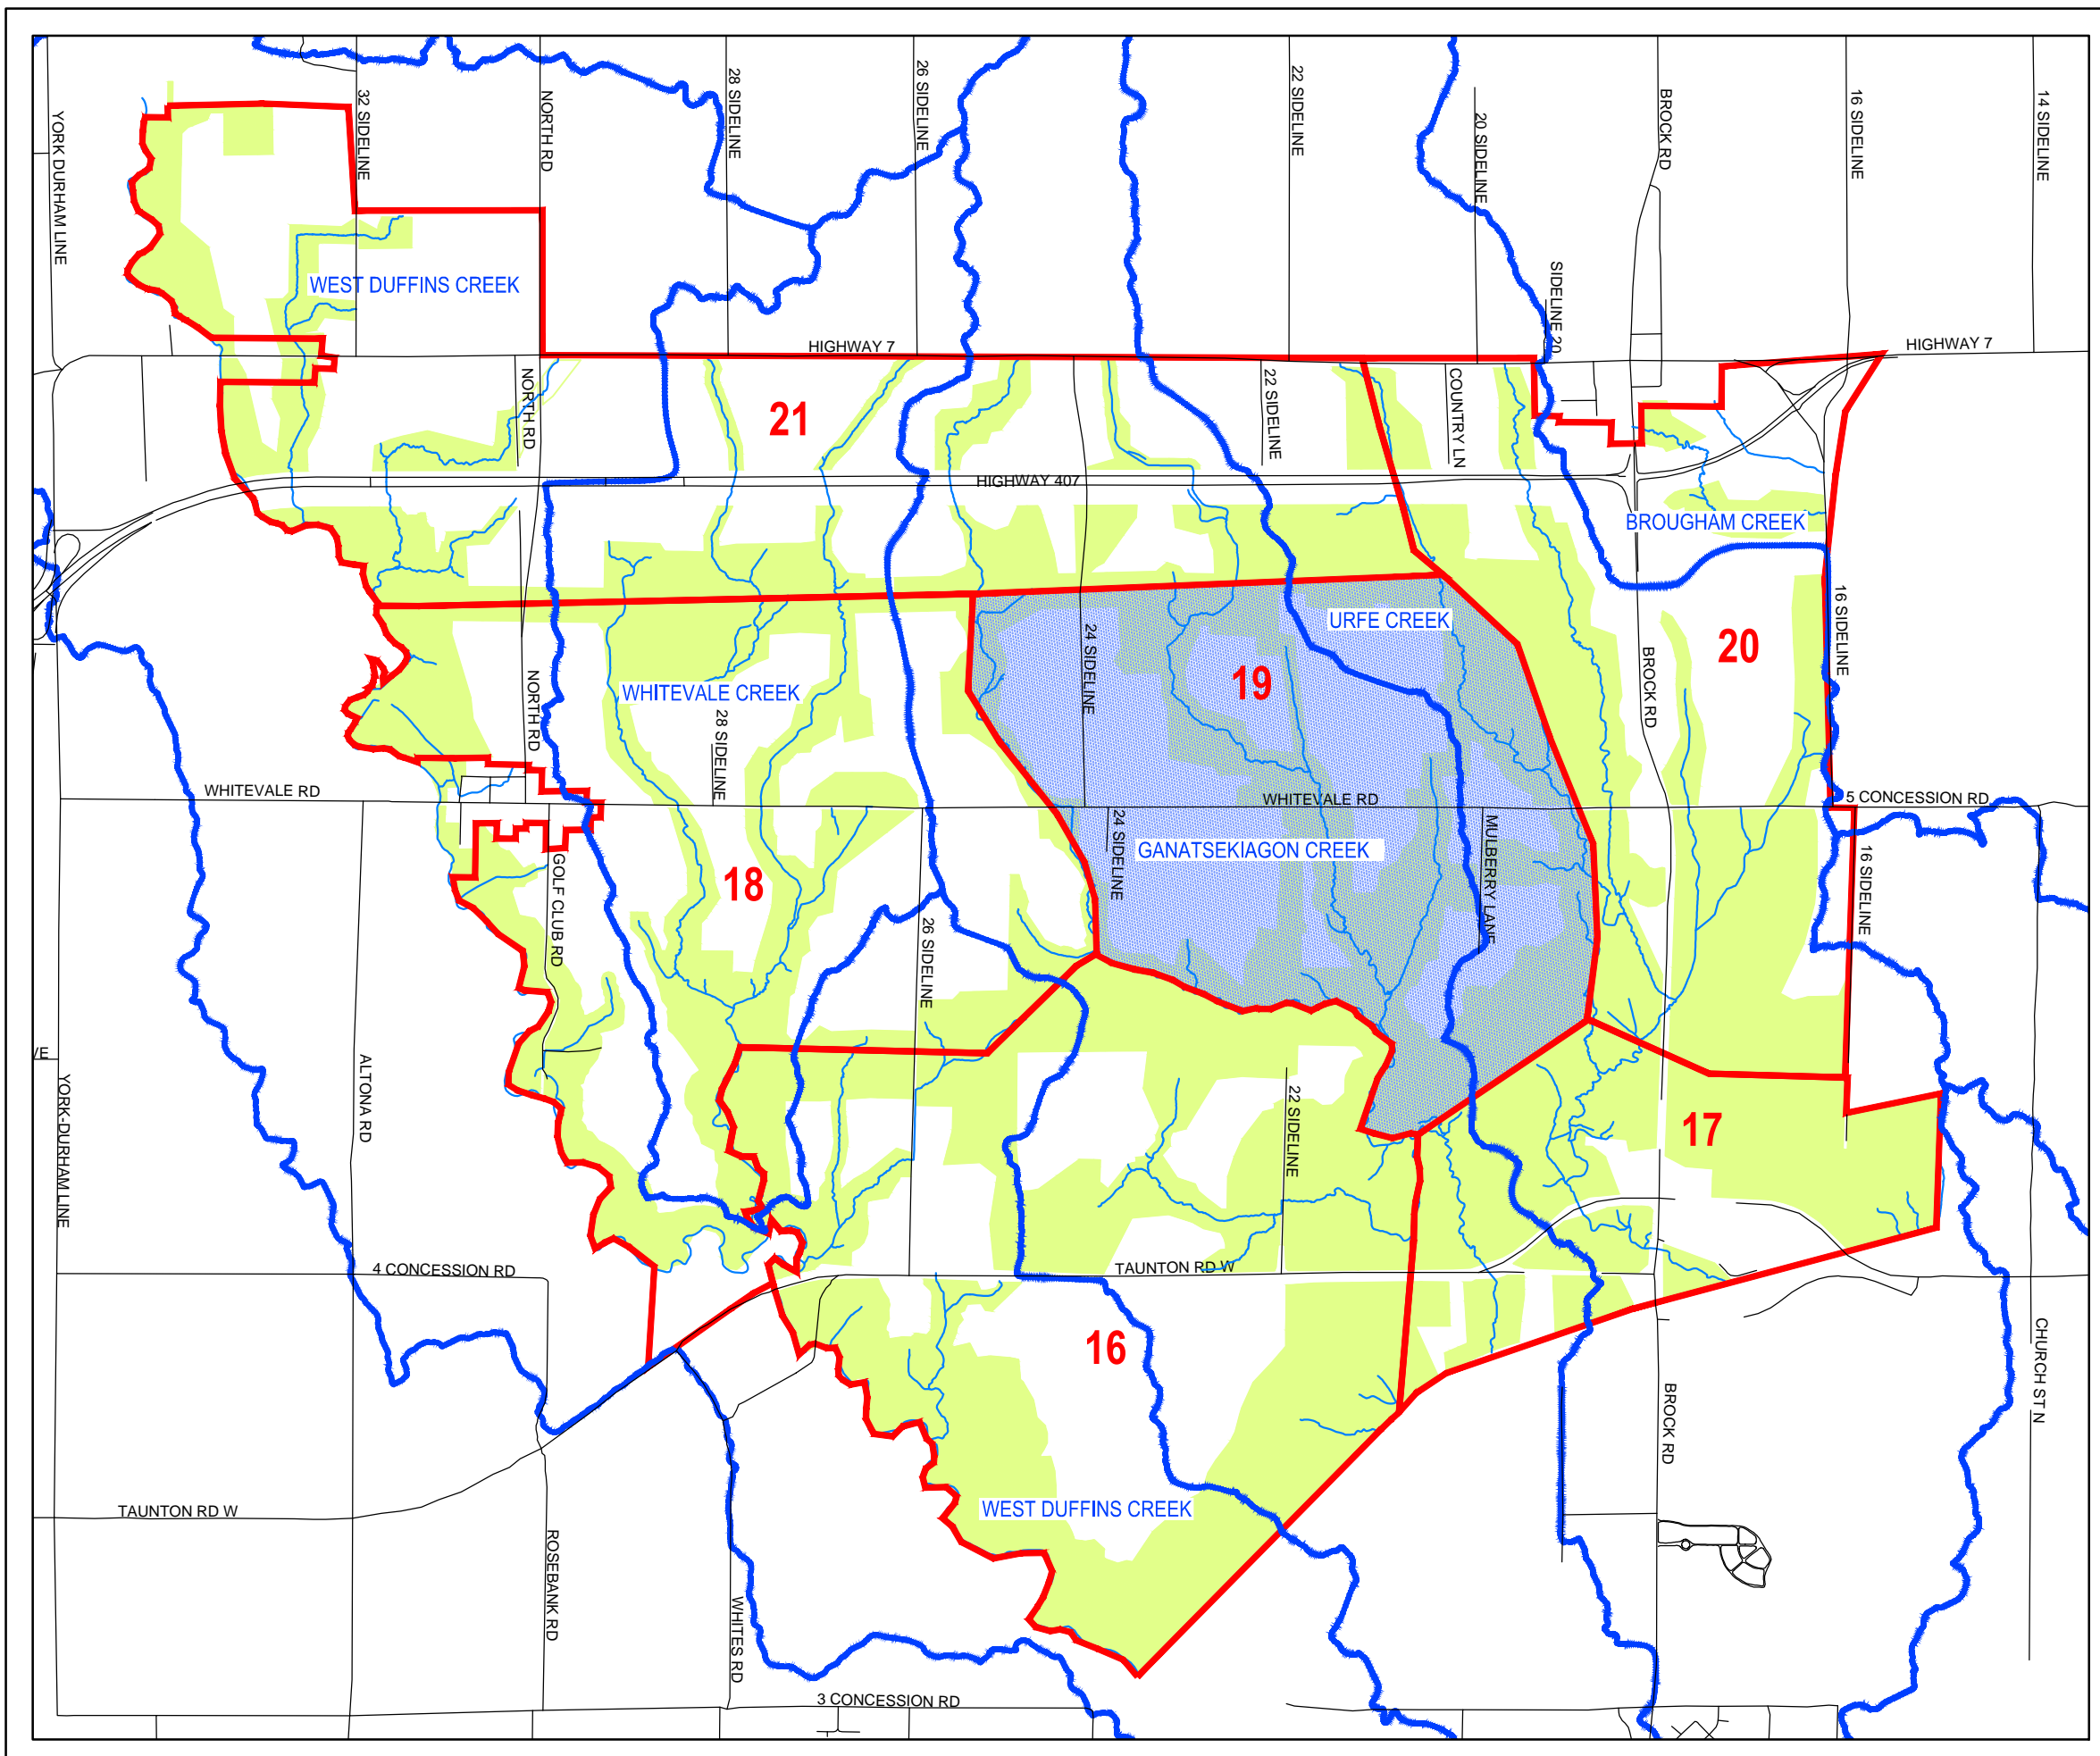 YORK DURHAM LINE
32 SIDELINE
NORTH RD
28 SIDELINE
26 SIDELINE
22 SIDELINE
20 SIDELINE
BROCK RD
16 SIDELINE
14 SIDELINE
WEST DUFFINS CREEK
SIDELINE 20
HIGHWAY 7
HIGHWAY 7
NORTH RD
21
22 SIDELINE
COUNTRY LN
HIGHWAY 407
BROUGHAM CREEK
URFE CREEK
24 SIDELINE
16 SIDELINE
20
19
WHITEVALE CREEK
NORTH RD
28 SIDELINE
BROCK RD
WHITEVALE RD
WHITEVALE RD
5 CONCESSION RD
24 SIDELINE
MULBERRY LANE
GANATSEKIAGON CREEK
GOLF CLUB RD
18
16 SIDELINE
26 SIDELINE
/E
YORK-DURHAM LINE
ALTONA RD
22 SIDELINE
17
4 CONCESSION RD
TAUNTON RD W
16
CHURCH ST N
BROCK RD
WEST DUFFINS CREEK
TAUNTON RD W
ROSEBANK RD
WHITES RD
3 CONCESSION RD